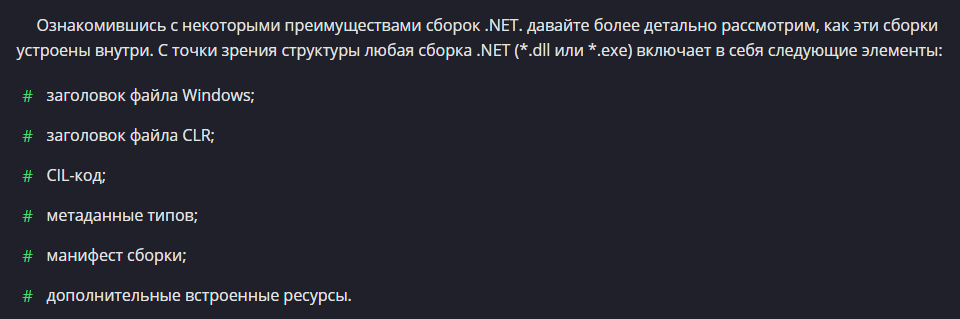 Ознакомившись с некоторыми преимуществами сборок .NET. давайте более детально рассмотрим, как эти сборки
устроены внутри. С точки зрения структуры любая сборка .NET (*.dll или *.exe) включает в себя следующие элементы:
# заголовок файла Windows;
# заголовок файла CLR;
# CIL-код;
# метаданные типов;
# манифест сборки;
# дополнительные встроенные ресурсы.